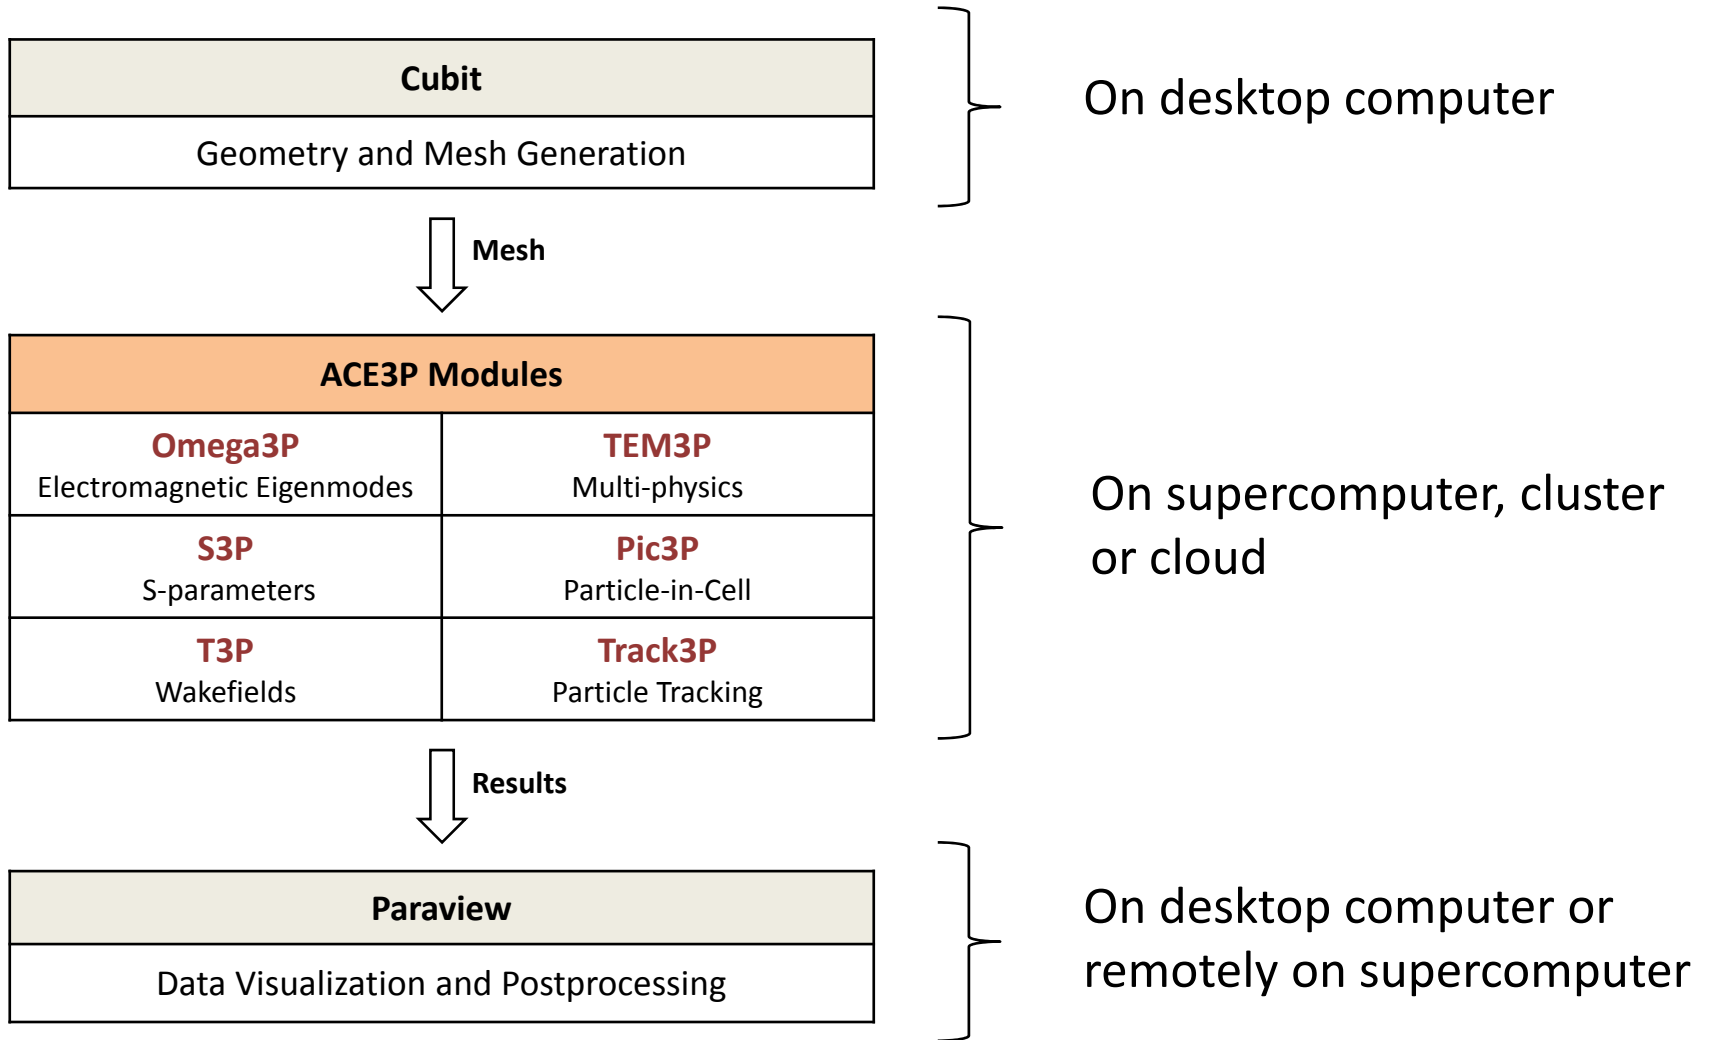 Cubit
Geometry and Mesh Generation
On desktop computer
Mesh
ACE3P Modules
Omega3P
Electromagnetic Eigenmodes
TEM3P
Multi-physics
S3P
S-parameters
Pic3P
Particle-in-Cell
T3P
Wakefields
Track3P
Particle Tracking
On supercomputer, cluster
or cloud
Results
Paraview
Data Visualization and Postprocessing
On desktop computer or
remotely on supercomputer